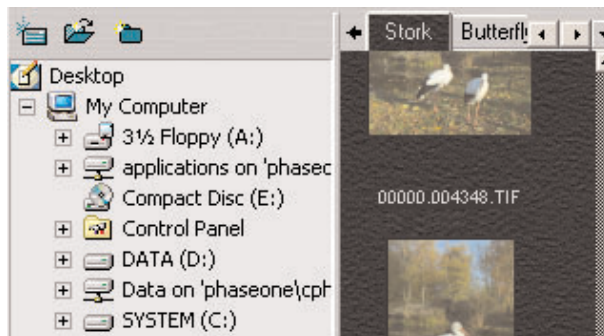 Stork Butterfl
Desktop
My Computer
3½ Floppy (A:)
applications on 'phasec
Compact Disc (E:)
Control Panel
DATA (D:)
Data on 'phaseone\cph
SYSTEM (C:)
00000.004348.TIF